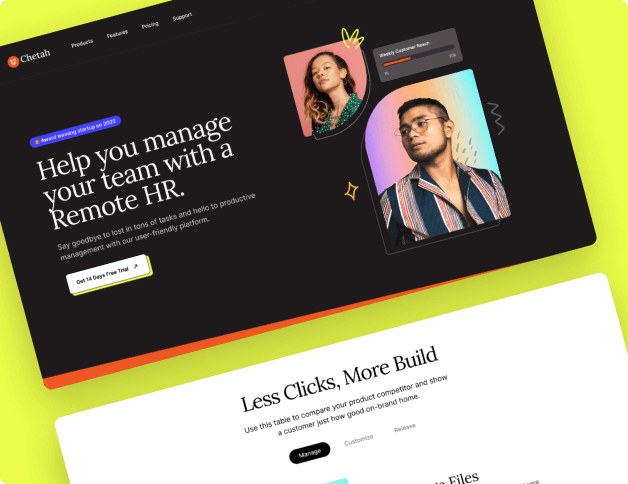 Chetah
Products
Features
Pricing
Support
Award winning startup on 2022
Help you manage
your team with a
Remote HR.
Say goodbye to lost in tons of tasks and hello to productive
management with our user-friendly platform.
Get 14 Days Free Trial
Weekly Customer Reach
Less Clicks, More Build
Use this table to compare your product competitor and show
a customer just how good on-brand home.
Manage
Customize
Release
Files